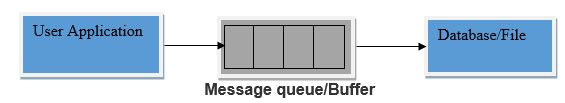 User Application
Database/File
Message queue/Buffer